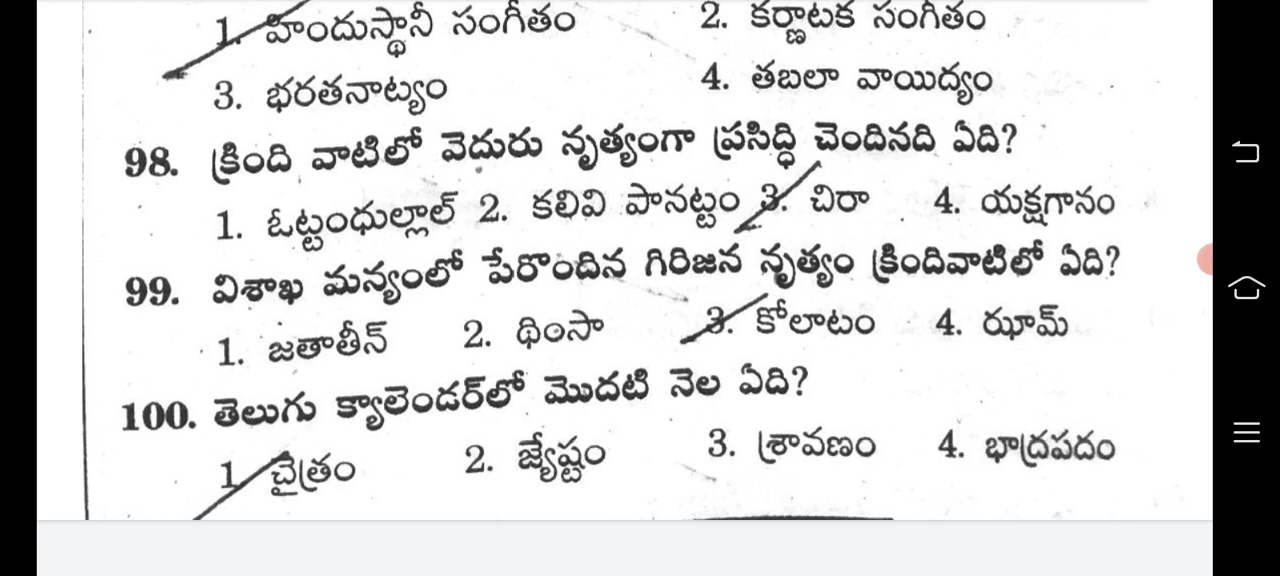 1. హిందుస్థానీ సంగీతం 2. కర్ణాటక సంగీతం
3. భరతనాట్యం 4. తబలా వాయిద్యం
98. క్రింది వాటిలో వెదురు నృత్యంగా ప్రసిద్ధి చెందినది ఏది?
1. ఓట్టంధుల్లాల్ 2. కలివి పానట్టం 3. చిరా 4. యక్షగానం
99. విశాఖ మన్యంలో పేరొందిన గిరిజన నృత్యం క్రిందివాటిలో ఏది?
1. జతాతీన్ 2. థింసా 3. కోలాటం 4. ఝామ్
100. తెలుగు క్యాలెండర్‌లో మొదటి నెల ఏది?
1. చైత్రం 2. జ్యేష్టం 3. శ్రావణం 4. భాద్రపదం